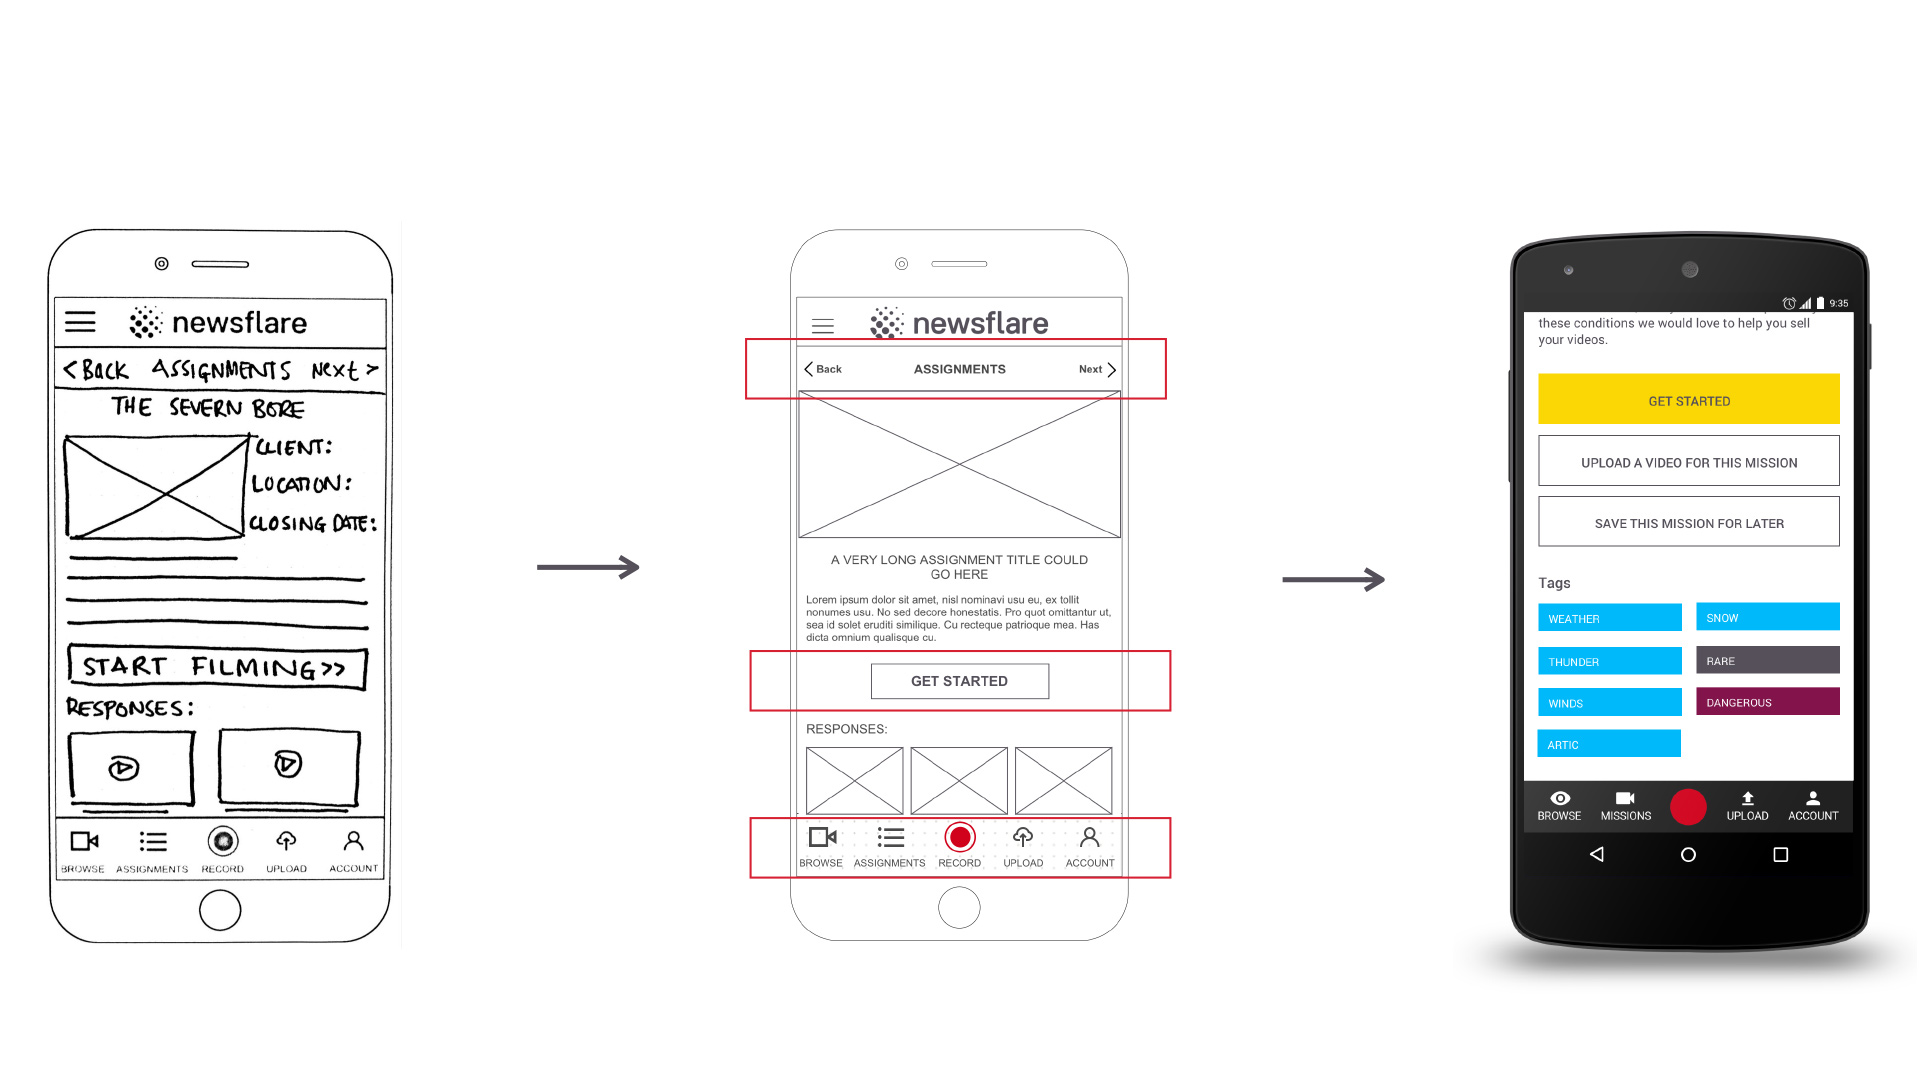 newsflare
<Back ASSIGNMENTS Next>
THE SEVERN BORE
CLIENT:
LOCATION:
CLOSING DATE:
START FILMING>>
RESPONSES:
BROWSE ASSIGNMENTS RECORD UPLOAD ACCOUNT
newsflare
Back ASSIGNMENTS Next
A VERY LONG ASSIGNMENT TITLE COULD
GO HERE
Lorem ipsum dolor sit amet, nisl nominavi usu eu, ex tollit
nonumes usu. No sed decore honestatis. Pro quot omittantur ut,
sea id solet eruditi similique. Cu recteque patrioque mea. Has
dicta omnium qualisque cu.
GET STARTED
RESPONSES:
BROWSE ASSIGNMENTS RECORD UPLOAD ACCOUNT
9:35
these conditions we would love to help you sell
your videos.
GET STARTED
UPLOAD A VIDEO FOR THIS MISSION
SAVE THIS MISSION FOR LATER
Tags
WEATHER SNOW
THUNDER RARE
WINDS DANGEROUS
ARTIC
BROWSE MISSIONS UPLOAD ACCOUNT